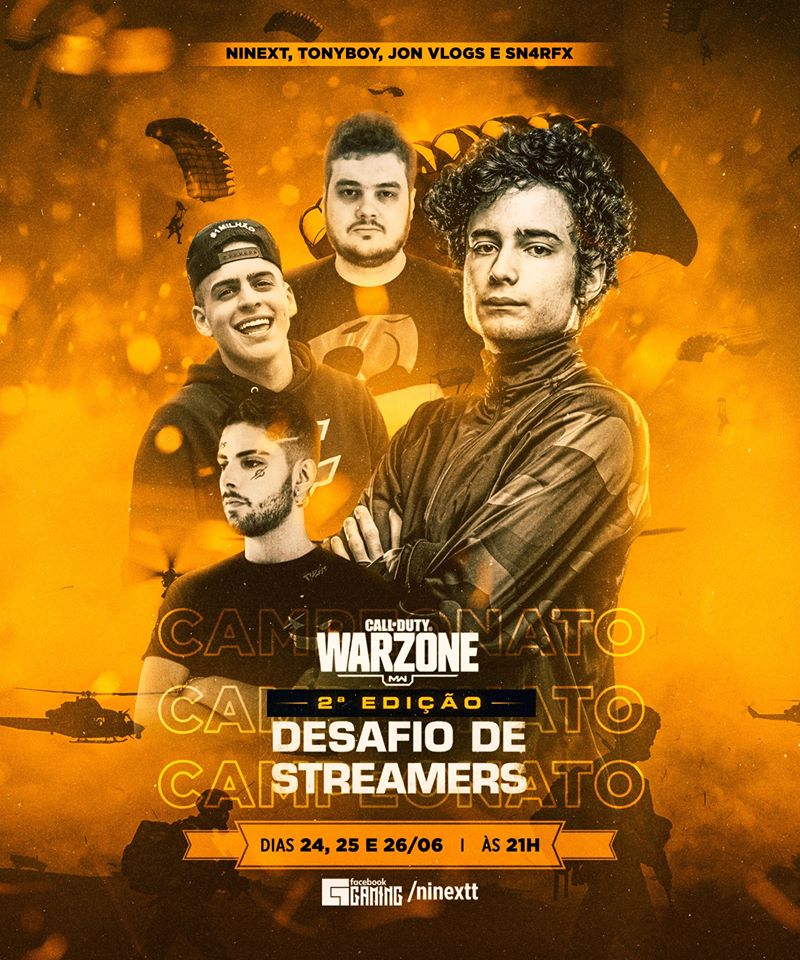 NINEXT, TONYBOY, JON VLOGS E SN4RFX
#1MILHÃO
CAMPEONATO
CALL OF DUTY
WARZONE
MW
2ª EDIÇÃO
CAMPEONATO
DESAFIO DE
STREAMERS
CAMPEONATO
DIAS 24, 25 E 26/06 | ÀS 21H
facebook
GAMING /ninextt